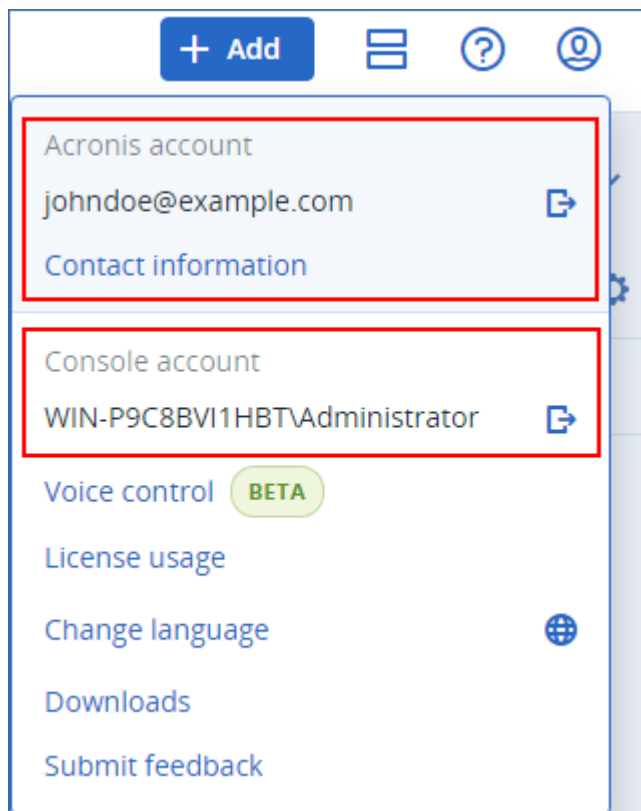 + Add
Acronis account
johndoe@example.com
Contact information
Console account
WIN-P9C8BVI1HBT\Administrator
Voice control BETA
License usage
Change language
Downloads
Submit feedback